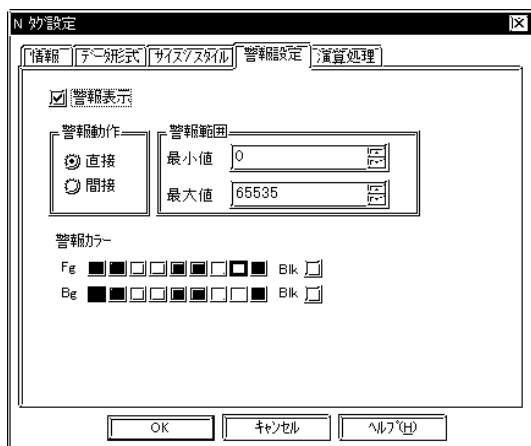 N ﾀｸﾞ設定
情報 ﾃﾞｰﾀ形式 ｻｲｽﾞ/ｽﾀｲﾙ 警報設定 演算処理
警報表示
警報動作 警報範囲
直接 最小値 0
間接 最大値 65535
警報ｶﾗｰ
Fg Blk
Bg Blk
OK ｷｬﾝｾﾙ ﾍﾙﾌﾟ(H)